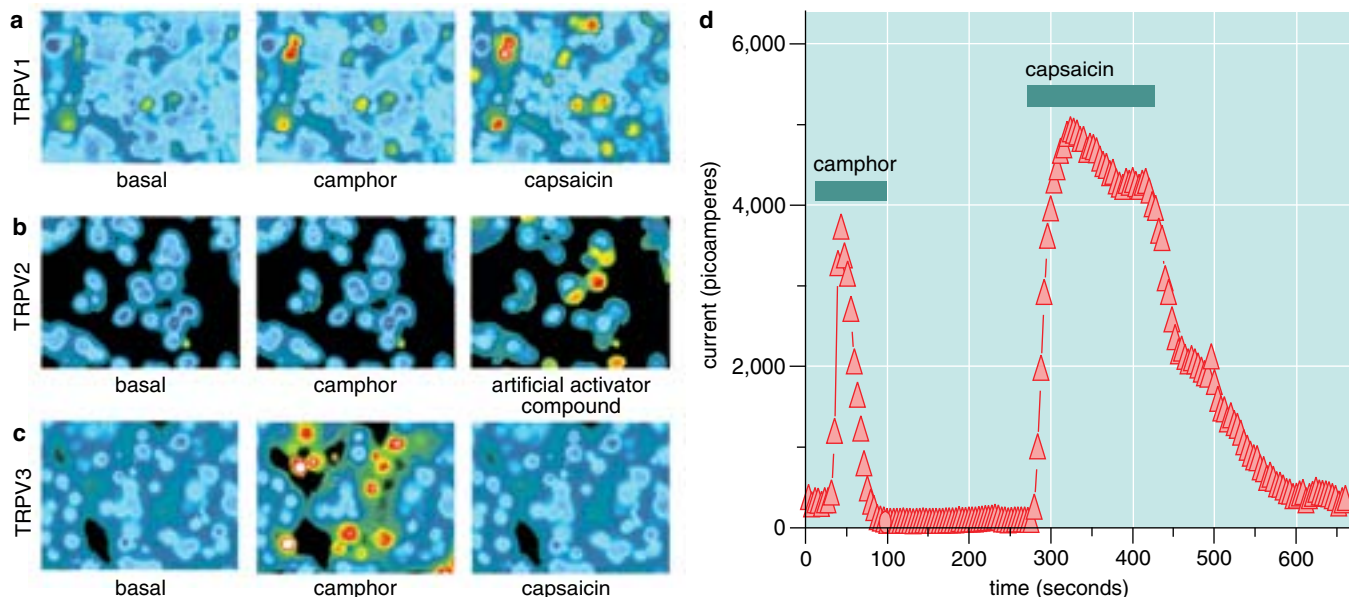 a
TRPV1
basal
camphor
capsaicin
b
TRPV2
basal
camphor
artificial activator
compound
c
TRPV3
basal
camphor
capsaicin
d
6,000
4,000
2,000
0
current (picoamperes)
camphor
capsaicin
0
100
200
300
400
500
600
time (seconds)